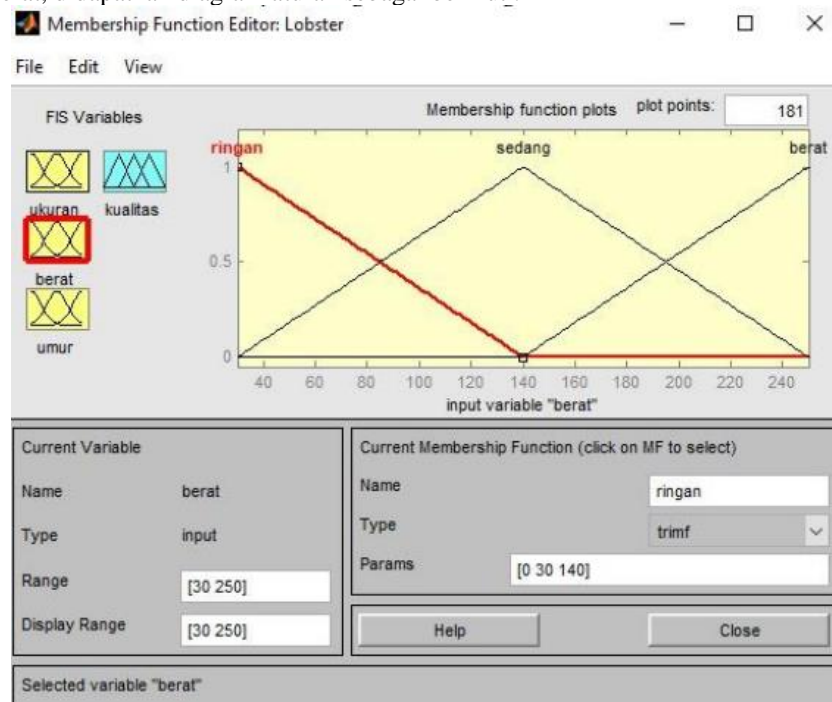 Membership Function Editor: Lobster
File Edit View
FIS Variables
Membership function plots plot points: 181
ukuran kualitas
berat
umur
ringan sedang berat
1
0.5
0
40 60 80 100 120 140 160 180 200 220 240
input variable "berat"
Current Variable
Name berat
Type input
Range [30 250]
Display Range [30 250]
Current Membership Function (click on MF to select)
Name ringan
Type trimf
Params [0 30 140]
Help Close
Selected variable "berat"